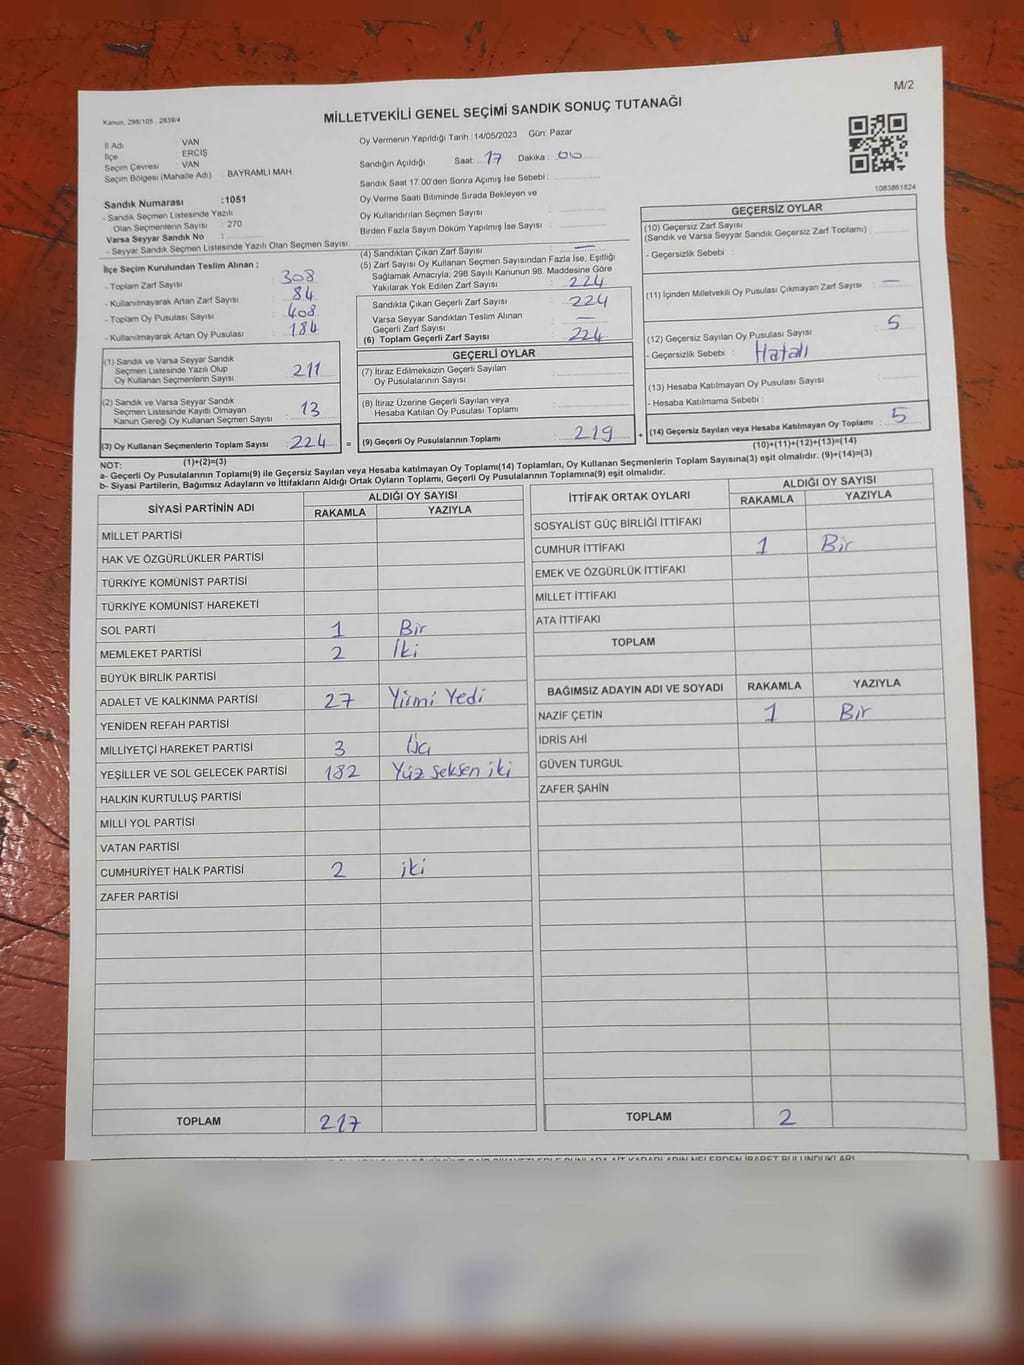 M/2
Kanun: 298/105 , 2839/4
MİLLETVEKİLİ GENEL SEÇİMİ SANDIK SONUÇ TUTANAĞI
İl Adı : VAN
İlçe : ERCİŞ
Seçim Çevresi : VAN
Seçim Bölgesi (Mahalle Adı) : BAYRAMLI MAH.
Sandık Numarası :1051
- Sandık Seçmen Listesinde Yazılı
Olan Seçmenlerin Sayısı : 270
Varsa Seyyar Sandık No :
- Seyyar Sandık Seçmen Listesinde Yazılı Olan Seçmen Sayısı:
Oy Vermenin Yapıldığı Tarih : 14/05/2023 Gün: Pazar
Sandığın Açıldığı Saat: 17 Dakika: 00
Sandık Saat 17:00'den Sonra Açımış İse Sebebi :
Oy Verme Saati Bitiminde Sırada Bekleyen ve
Oy Kullandırılan Seçmen Sayısı :
Birden Fazla Sayım Döküm Yapılmış İse Sayısı :
1083861824
İlçe Seçim Kurulundan Teslim Alınan ;
- Toplam Zarf Sayısı : 308
- Kullanılmayarak Artan Zarf Sayısı : 84
- Toplam Oy Pusulası Sayısı : 408
- Kullanılmayarak Artan Oy Pusulası : 184
(1) Sandık ve Varsa Seyyar Sandık
Seçmen Listesinde Yazılı Olup
Oy Kullanan Seçmenlerin Sayısı : 211
(2) Sandık ve Varsa Seyyar Sandık
Seçmen Listesinde Kayıtlı Olmayan
Kanun Gereği Oy Kullanan Seçmen Sayısı : 13
(3) Oy Kullanan Seçmenlerin Toplam Sayısı : 224 =
(1)+(2)=(3)
(4) Sandıktan Çıkan Zarf Sayısı : —
(5) Zarf Sayısı Oy Kullanan Seçmen Sayısından Fazla İse, Eşitliği
Sağlamak Amacıyla; 298 Sayılı Kanunun 98. Maddesine Göre
Yakılarak Yok Edilen Zarf Sayısı : 224
Sandıkta Çıkan Geçerli Zarf Sayısı : 224
Varsa Seyyar Sandıktan Teslim Alınan
Geçerli Zarf Sayısı : —
(6) Toplam Geçerli Zarf Sayısı : 224
GEÇERLİ OYLAR
(7) İtiraz Edilmeksizin Geçerli Sayılan
Oy Pusulalarının Sayısı :
(8) İtiraz Üzerine Geçerli Sayılan veya
Hesaba Katılan Oy Pusulası Toplamı :
(9) Geçerli Oy Pusulalarının Toplamı : 219 +
GEÇERSİZ OYLAR
(10) Geçersiz Zarf Sayısı
(Sandık ve Varsa Seyyar Sandık Geçersiz Zarf Toplamı) :
- Geçersizlik Sebebi :
(11) İçinden Milletvekili Oy Pusulası Çıkmayan Zarf Sayısı : —
(12) Geçersiz Sayılan Oy Pusulası Sayısı : 5
- Geçersizlik Sebebi : Hatalı
(13) Hesaba Katılmayan Oy Pusulası Sayısı :
- Hesaba Katılmama Sebebi :
(14) Geçersiz Sayılan veya Hesaba Katılmayan Oy Toplamı : 5
(10)+(11)+(12)+(13)=(14)
NOT:
a- Geçerli Oy Pusulalarının Toplamı(9) ile Geçersiz Sayılan veya Hesaba katılmayan Oy Toplamı(14) Toplamları, Oy Kullanan Seçmenlerin Toplam Sayısına(3) eşit olmalıdır. (9)+(14)=(3)
b- Siyasi Partilerin, Bağımsız Adayların ve İttifakların Aldığı Ortak Oyların Toplamı, Geçerli Oy Pusulalarının Toplamına(9) eşit olmalıdır.
SİYASİ PARTİNİN ADI ALDIĞI OY SAYISI
RAKAMLA YAZIYLA
MİLLET PARTİSİ
HAK VE ÖZGÜRLÜKLER PARTİSİ
TÜRKİYE KOMÜNİST PARTİSİ
TÜRKİYE KOMÜNİST HAREKETİ
SOL PARTİ 1 Bir
MEMLEKET PARTİSİ 2 İki
BÜYÜK BİRLİK PARTİSİ
ADALET VE KALKINMA PARTİSİ 27 Yirmi Yedi
YENİDEN REFAH PARTİSİ
MİLLİYETÇİ HAREKET PARTİSİ 3 Üç
YEŞİLLER VE SOL GELECEK PARTİSİ 182 Yüz seksen iki
HALKIN KURTULUŞ PARTİSİ
MİLLİ YOL PARTİSİ
VATAN PARTİSİ
CUMHURİYET HALK PARTİSİ 2 iki
ZAFER PARTİSİ
TOPLAM 217
İTTİFAK ORTAK OYLARI ALDIĞI OY SAYISI
RAKAMLA YAZIYLA
SOSYALİST GÜÇ BİRLİĞİ İTTİFAKI
CUMHUR İTTİFAKI 1 Bir
EMEK VE ÖZGÜRLÜK İTTİFAKI
MİLLET İTTİFAKI
ATA İTTİFAKI
TOPLAM
BAĞIMSIZ ADAYIN ADI VE SOYADI RAKAMLA YAZIYLA
NAZİF ÇETİN 1 Bir
İDRİS AHİ
GÜVEN TURGUL
ZAFER ŞAHİN
TOPLAM 2